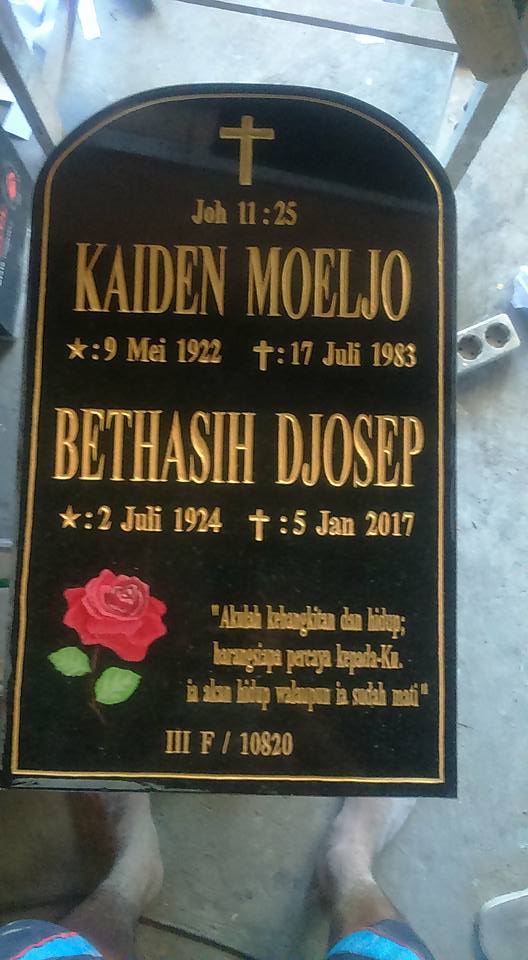 Joh 11:25
KAIDEN MOELJO
★: 9 Mei 1922 ✝: 17 Juli 1983
BETHASIH DJOSEP
★: 2 Juli 1924 ✝: 5 Jan 2017
"Akulah kebangkitan dan hidup;
barangsiapa percaya kepada-Ku.
ia akan hidup walaupun ia sudah mati"
III F / 10820